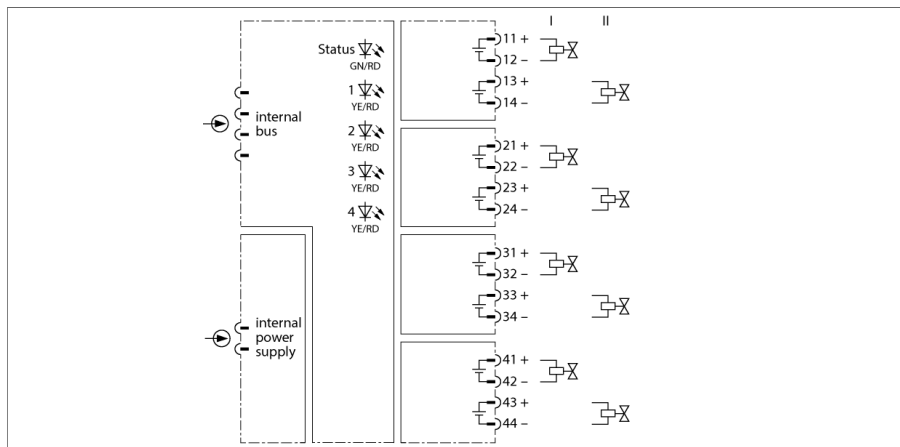 I II
Status
GN/RD
1
YE/RD
2
YE/RD
3
YE/RD
4
YE/RD
internal
bus
internal
power
supply
11 +
12 –
13 +
14 –
21 +
22 –
23 +
24 –
31 +
32 –
33 +
34 –
41 +
42 –
43 +
44 –